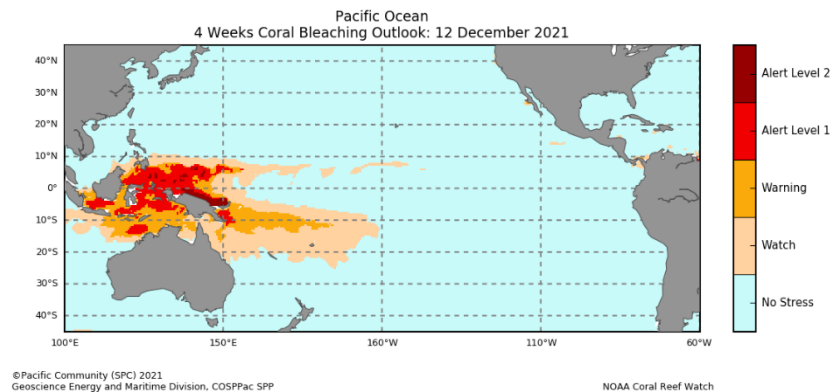 Pacific Ocean
4 Weeks Coral Bleaching Outlook: 12 December 2021
40°N
30°N
20°N
10°N
0°
10°S
20°S
30°S
40°S
100°E
150°E
160°W
110°W
60°W
Alert Level 2
Alert Level 1
Warning
Watch
No Stress
©Pacific Community (SPC) 2021
Geoscience Energy and Maritime Division, COSPPac SPP
NOAA Coral Reef Watch